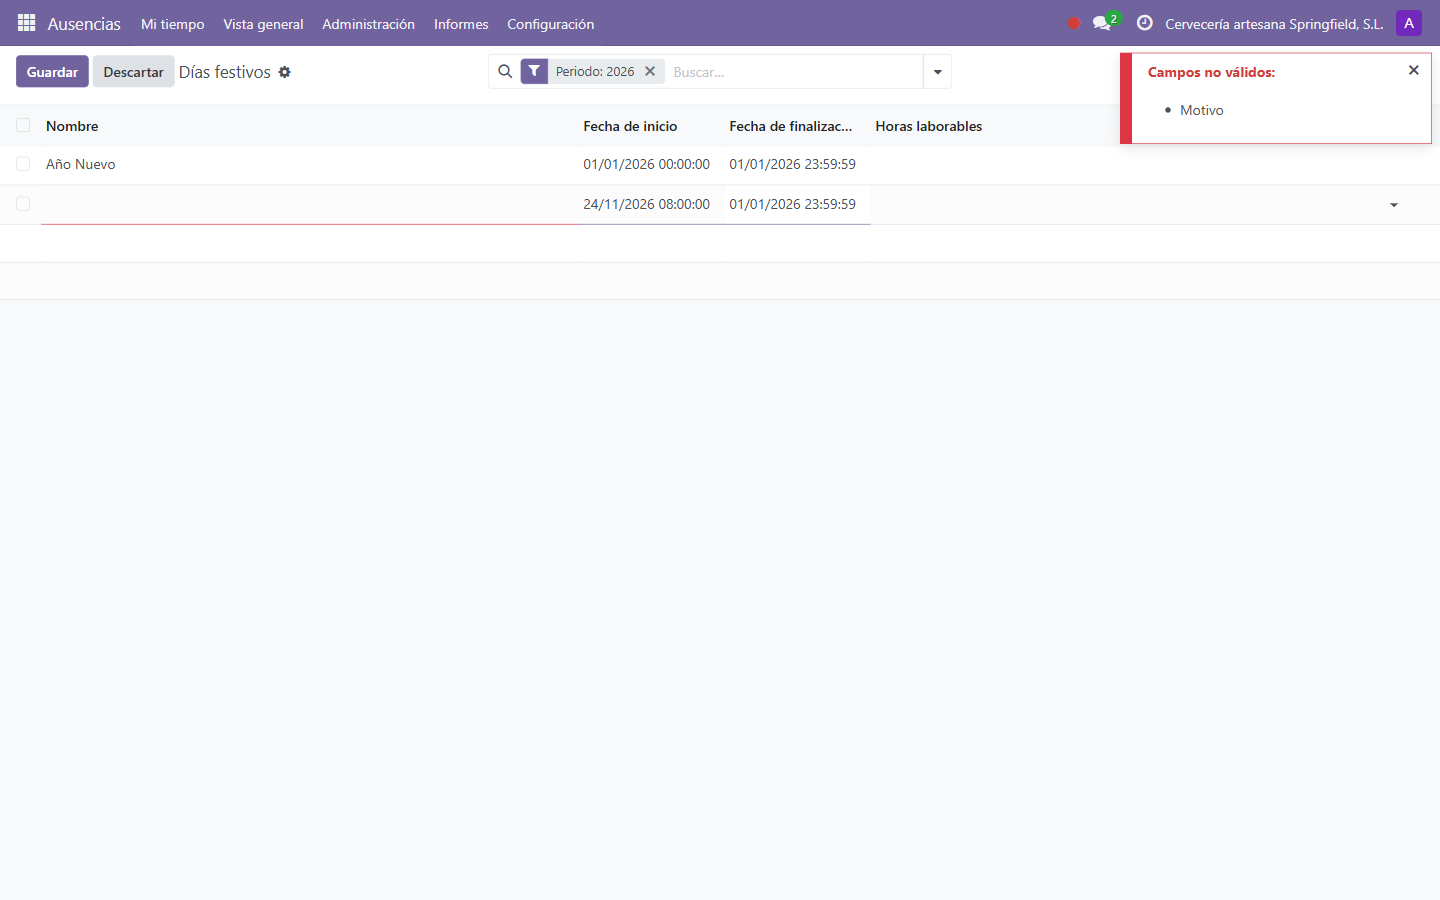 Ausencias Mi tiempo Vista general Administración Informes Configuración 2 Cervecería artesana Springfield, S.L. A
Guardar Descartar Días festivos Periodo: 2026 Buscar...
Campos no válidos:
Motivo
Nombre Fecha de inicio Fecha de finalizac... Horas laborables
Año Nuevo 01/01/2026 00:00:00 01/01/2026 23:59:59
24/11/2026 08:00:00 01/01/2026 23:59:59